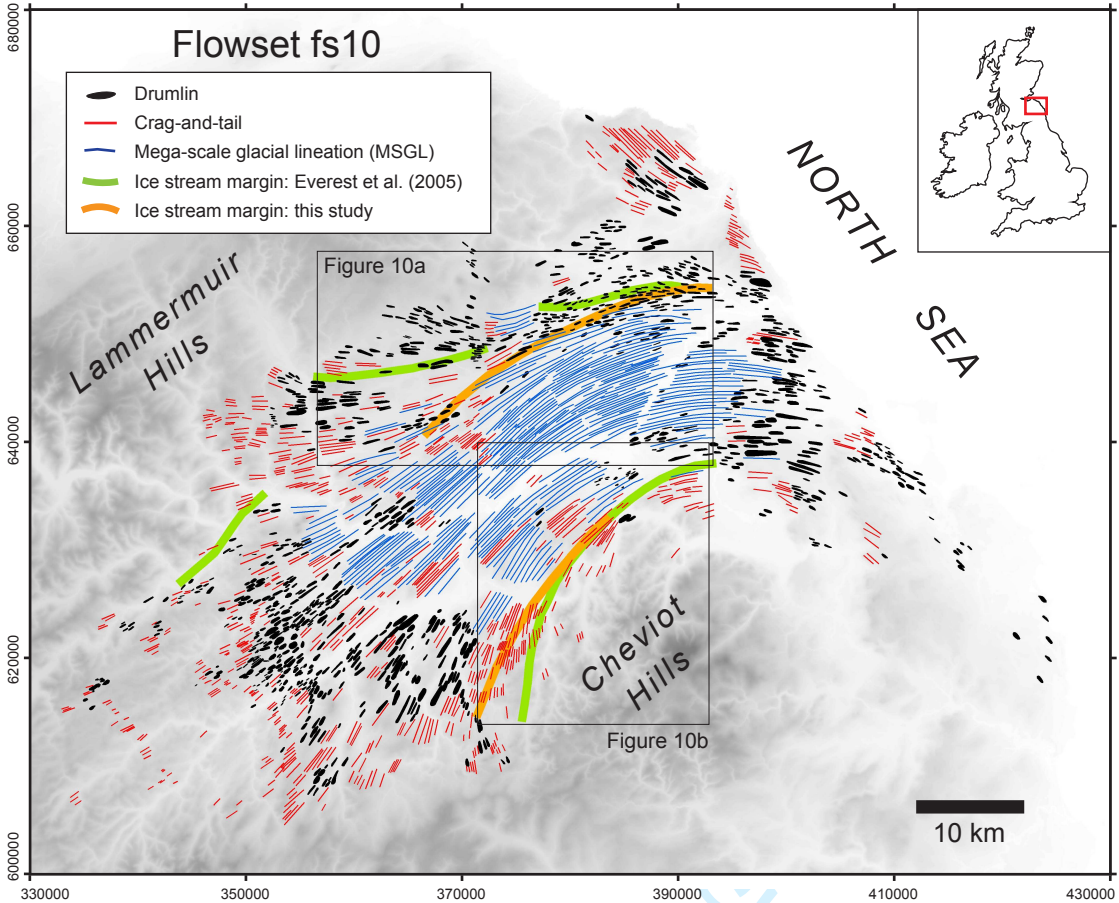 Flowset fs10
Drumlin
Crag-and-tail
Mega-scale glacial lineation (MSGL)
Ice stream margin: Everest et al. (2005)
Ice stream margin: this study
NORTH
SEA
Lammermuir
Hills
Figure 10a
Cheviot
Hills
Figure 10b
10 km
680000
660000
640000
620000
600000
330000
350000
370000
390000
410000
430000